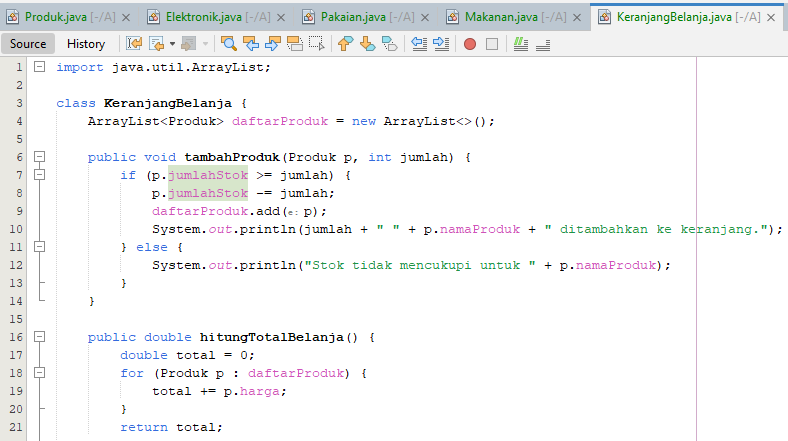 Produk.java [-/A] Elektronik.java [-/A] Pakaian.java [-/A] Makanan.java [-/A] KeranjangBelanja.java [-/A]
Source History
1 import java.util.ArrayList;
2
3 class KeranjangBelanja {
4 ArrayList<Produk> daftarProduk = new ArrayList<>();
5
6 public void tambahProduk(Produk p, int jumlah) {
7 if (p.jumlahStok >= jumlah) {
8 p.jumlahStok -= jumlah;
9 daftarProduk.add(e: p);
10 System.out.println(jumlah + " " + p.namaProduk + " ditambahkan ke keranjang.");
11 } else {
12 System.out.println("Stok tidak mencukupi untuk " + p.namaProduk);
13 }
14 }
15
16 public double hitungTotalBelanja() {
17 double total = 0;
18 for (Produk p : daftarProduk) {
19 total += p.harga;
20 }
21 return total;